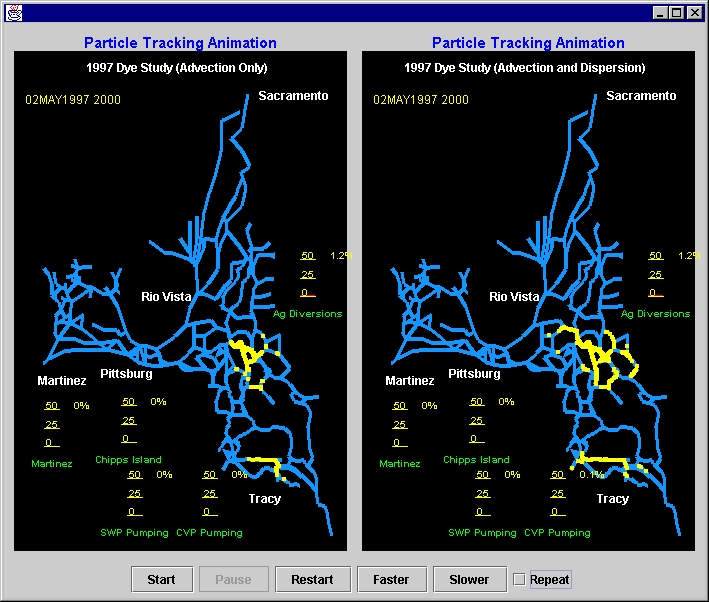 Particle Tracking Animation
1997 Dye Study (Advection Only)
02MAY1997 2000
Sacramento
50 1.2%
25
0
Rio Vista
Ag Diversions
Pittsburg
Martinez
50 0%
25
0
50 0%
25
0
Martinez
Chipps Island
50 0%
25
0
50 0%
25
0
Tracy
SWP Pumping CVP Pumping
Particle Tracking Animation
1997 Dye Study (Advection and Dispersion)
02MAY1997 2000
Sacramento
50 1.2%
25
0
Rio Vista
Ag Diversions
Pittsburg
Martinez
50 0%
25
0
50 0%
25
0
Martinez
Chipps Island
50 0%
25
0
50 0.1%
25
0
Tracy
SWP Pumping CVP Pumping
Start Pause Restart Faster Slower Repeat